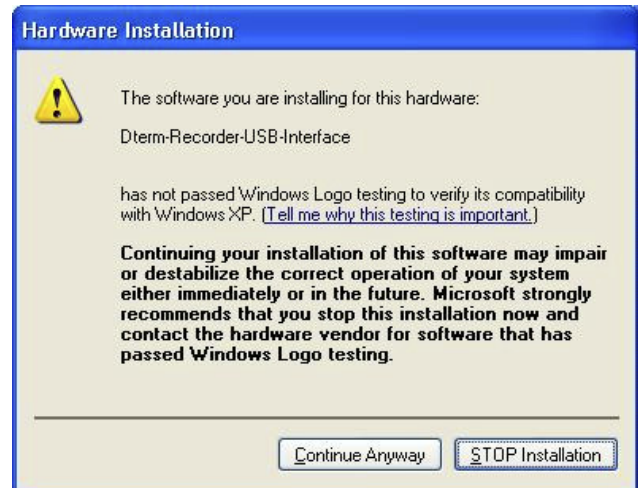 Hardware Installation
The software you are installing for this hardware:
Dterm-Recorder-USB-Interface
has not passed Windows Logo testing to verify its compatibility
with Windows XP. (Tell me why this testing is important.)
Continuing your installation of this software may impair
or destabilize the correct operation of your system
either immediately or in the future. Microsoft strongly
recommends that you stop this installation now and
contact the hardware vendor for software that has
passed Windows Logo testing.
Continue Anyway
STOP Installation